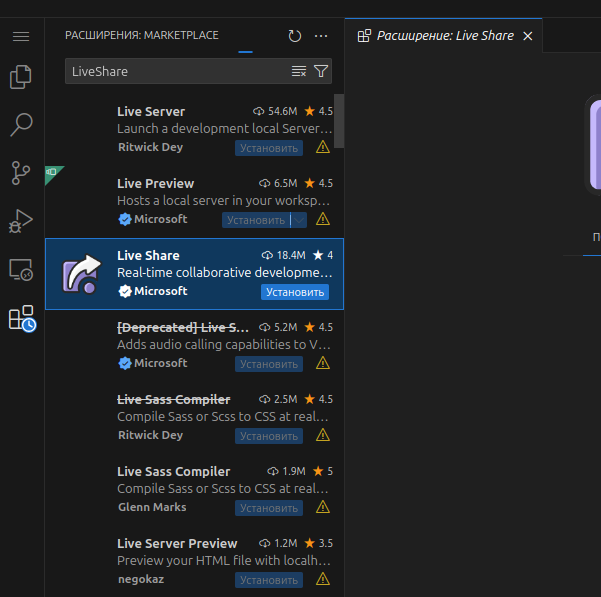 РАСШИРЕНИЯ: MARKETPLACE
Расширение: Live Share
LiveShare
Live Server 54.6M 4.5
Launch a development local Server…
Ritwick Dey Установить
Live Preview 6.5M 4.5
Hosts a local server in your worksp…
Microsoft Установить
Live Share 18.4M 4
Real-time collaborative developme…
Microsoft Установить
[Deprecated] Live S… 5.2M 4.5
Adds audio calling capabilities to V…
Microsoft Установить
Live Sass Compiler 2.5M 4.5
Compile Sass or Scss to CSS at real…
Ritwick Dey Установить
Live Sass Compiler 1.9M 5
Compile Sass or Scss to CSS at real…
Glenn Marks Установить
Live Server Preview 1.2M 3.5
Preview your HTML file with localh…
negokaz Установить